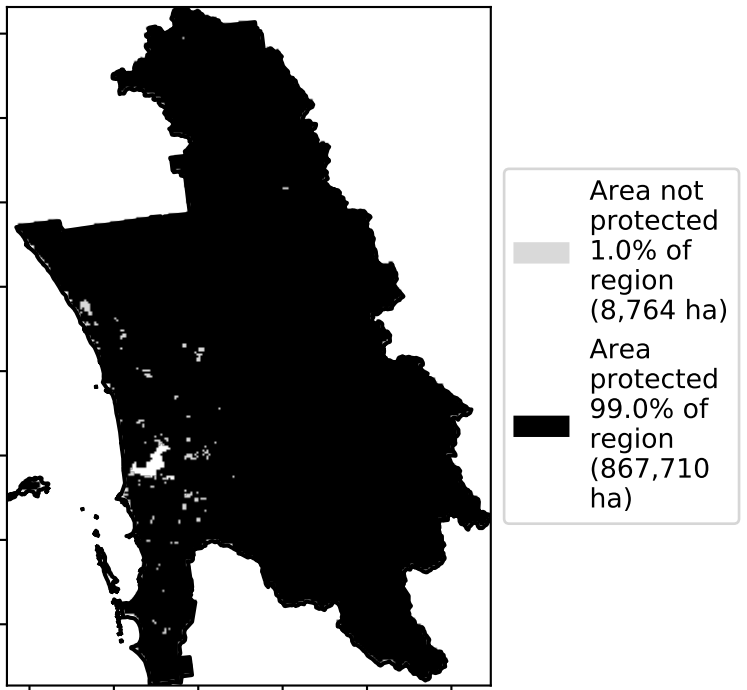 Area not
protected
1.0% of
region
(8,764 ha)
Area
protected
99.0% of
region
(867,710
ha)